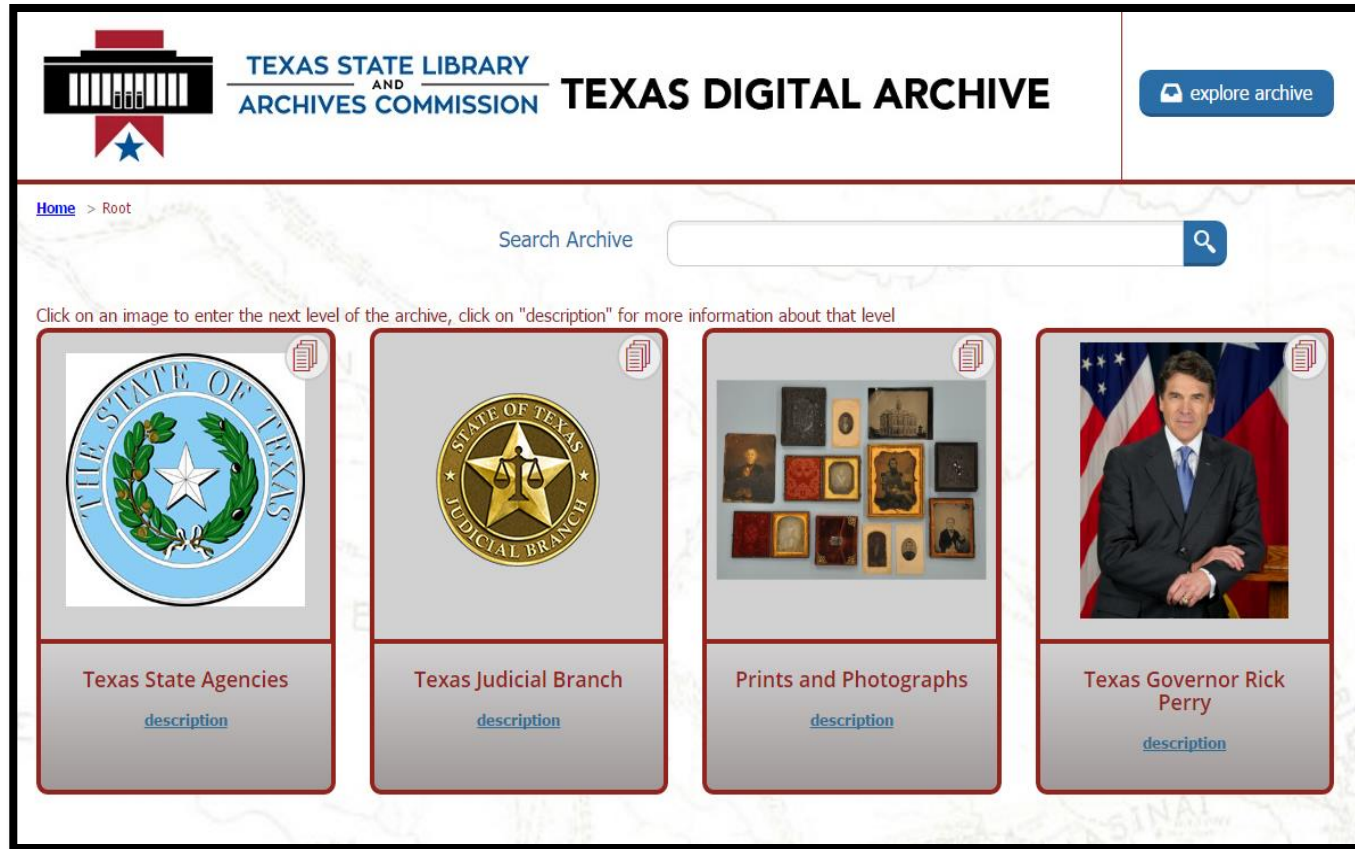 TEXAS STATE LIBRARY
AND
ARCHIVES COMMISSION
TEXAS DIGITAL ARCHIVE
explore archive
Home > Root
Search Archive
Click on an image to enter the next level of the archive, click on "description" for more information about that level
THE STATE OF TEXAS
STATE OF TEXAS
JUDICIAL BRANCH
Texas State Agencies
description
Texas Judicial Branch
description
Prints and Photographs
description
Texas Governor Rick
Perry
description